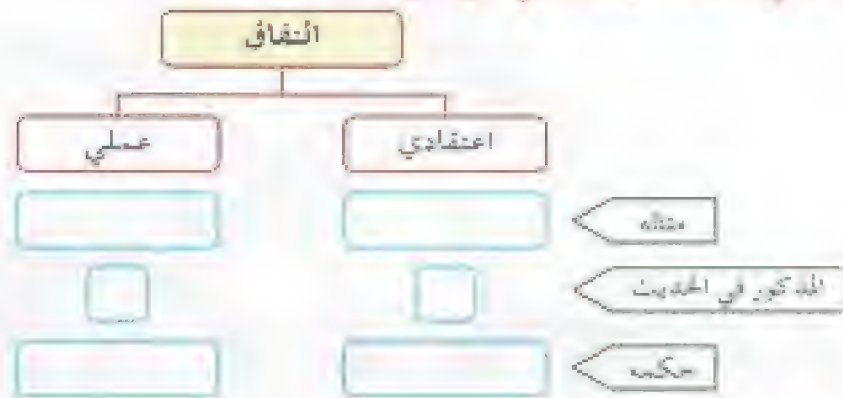 النفاق
اعتقادي عملي
مثاله
المذكور في الحديث
حكمه